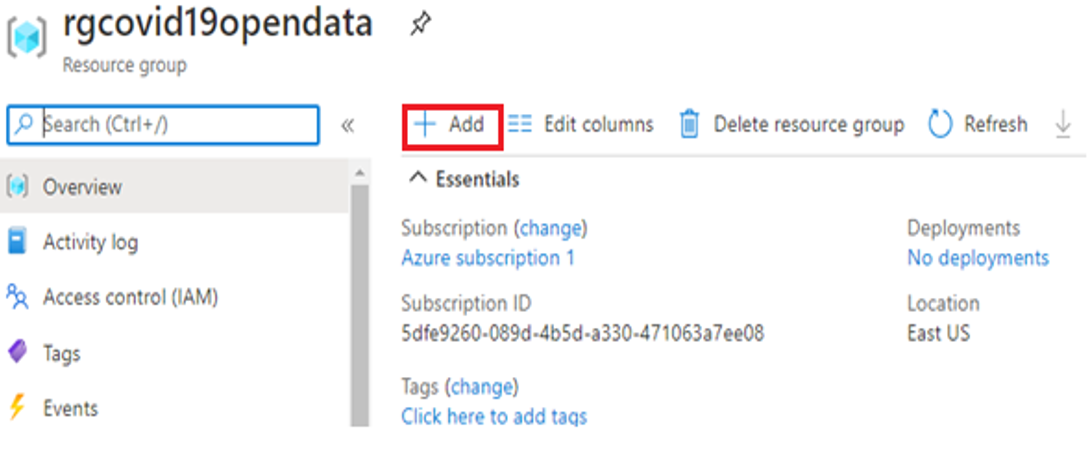 rgcovid19opendata
Resource group
Search (Ctrl+/)
«
Add
Edit columns
Delete resource group
Refresh
Overview
Activity log
Access control (IAM)
Tags
Events
Essentials
Subscription (change)
Azure subscription 1
Subscription ID
5dfe9260-089d-4b5d-a330-471063a7ee08
Tags (change)
Click here to add tags
Deployments
No deployments
Location
East US